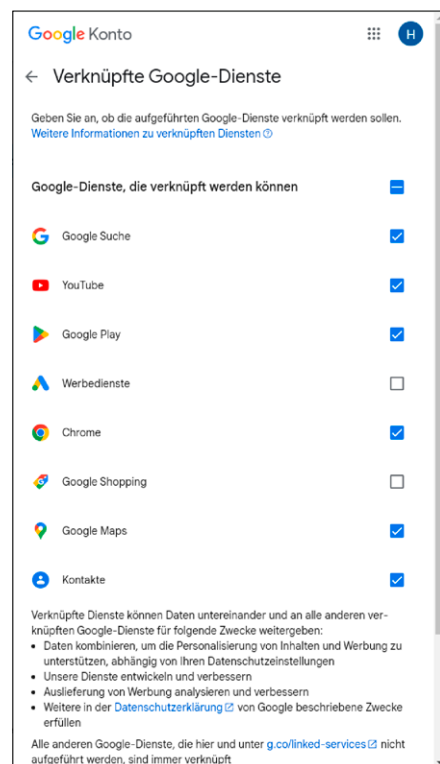 Google Konto
H
Verknüpfte Google-Dienste
Geben Sie an, ob die aufgeführten Google-Dienste verknüpft werden sollen.
Weitere Informationen zu verknüpften Diensten
Google-Dienste, die verknüpft werden können
Google Suche
YouTube
Google Play
Werbedienste
Chrome
Google Shopping
Google Maps
Kontakte
Verknüpfte Dienste können Daten untereinander und an alle anderen ver-
knüpften Google-Dienste für folgende Zwecke weitergeben:
• Daten kombinieren, um die Personalisierung von Inhalten und Werbung zu
unterstützen, abhängig von Ihren Datenschutzeinstellungen
• Unsere Dienste entwickeln und verbessern
• Auslieferung von Werbung analysieren und verbessern
• Weitere in der Datenschutzerklärung von Google beschriebene Zwecke
erfüllen
Alle anderen Google-Dienste, die hier und unter g.co/linked-services nicht
aufgeführt werden, sind immer verknüpft